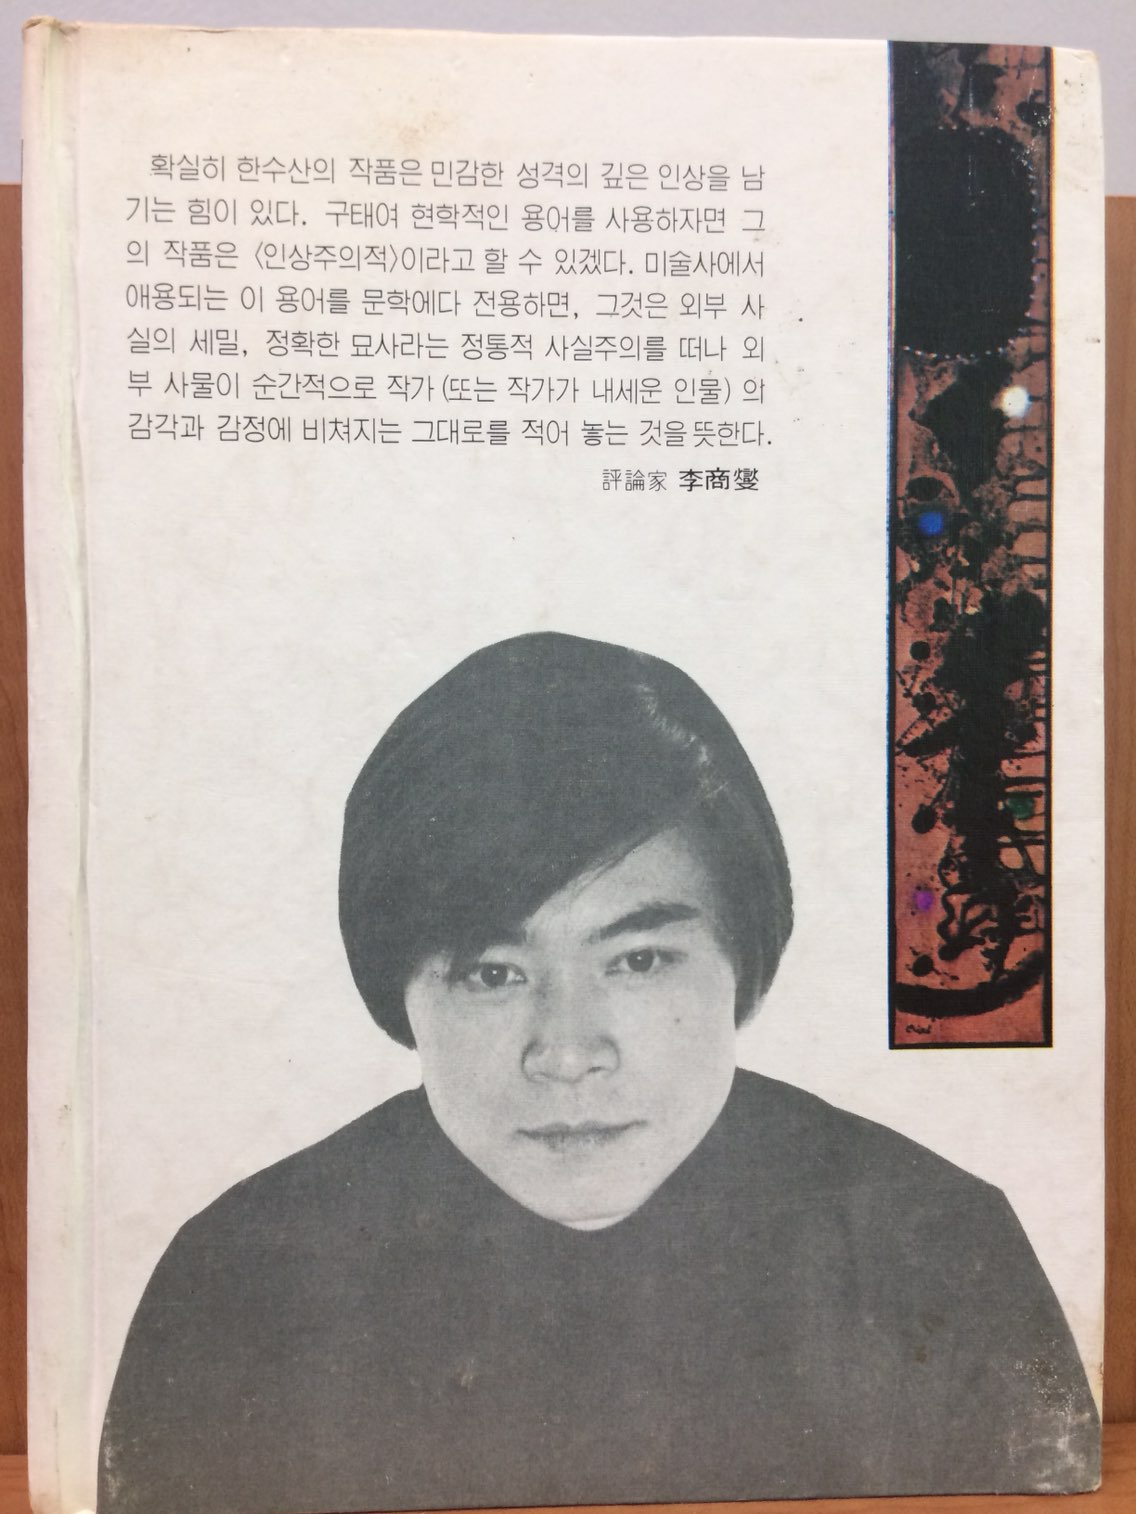 확실히 한수산의 작품은 민감한 성격의 깊은 인상을 남
기는 힘이 있다. 구태여 현학적인 용어를 사용하자면 그
의 작품은 〈인상주의적〉이라고 할 수 있겠다. 미술사에서
애용되는 이 용어를 문학에다 전용하면, 그것은 외부 사
실의 세밀, 정확한 묘사라는 정통적 사실주의를 떠나 외
부 사물이 순간적으로 작가 (또는 작가가 내세운 인물) 의
감각과 감정에 비쳐지는 그대로를 적어 놓는 것을 뜻한다.
評論家 李商燮